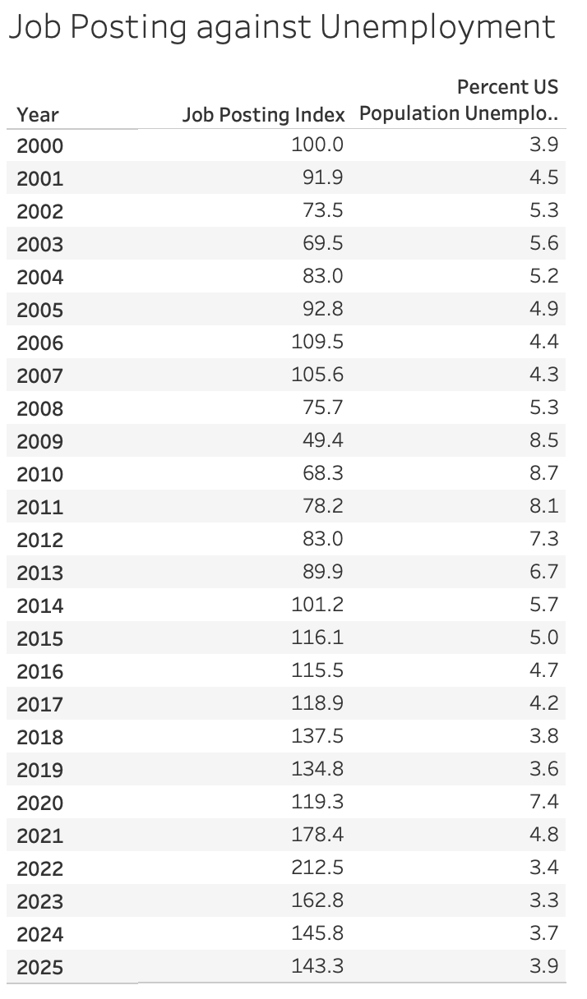 Job Posting against Unemployment
Percent US
Year Job Posting Index Population Unemplo..
2000 100.0 3.9
2001 91.9 4.5
2002 73.5 5.3
2003 69.5 5.6
2004 83.0 5.2
2005 92.8 4.9
2006 109.5 4.4
2007 105.6 4.3
2008 75.7 5.3
2009 49.4 8.5
2010 68.3 8.7
2011 78.2 8.1
2012 83.0 7.3
2013 89.9 6.7
2014 101.2 5.7
2015 116.1 5.0
2016 115.5 4.7
2017 118.9 4.2
2018 137.5 3.8
2019 134.8 3.6
2020 119.3 7.4
2021 178.4 4.8
2022 212.5 3.4
2023 162.8 3.3
2024 145.8 3.7
2025 143.3 3.9